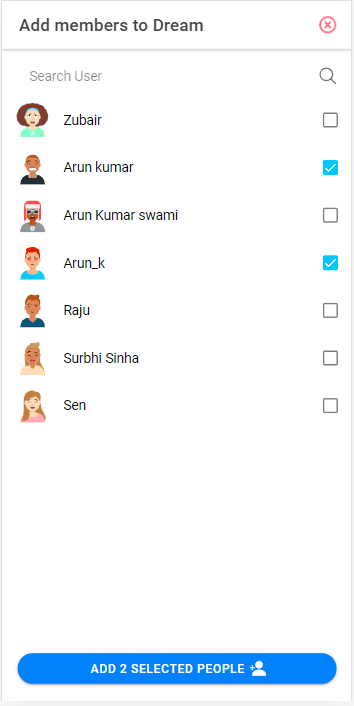 Add members to Dream
Search User
Zubair
Arun kumar
Arun Kumar swami
Arun_k
Raju
Surbhi Sinha
Sen
ADD 2 SELECTED PEOPLE